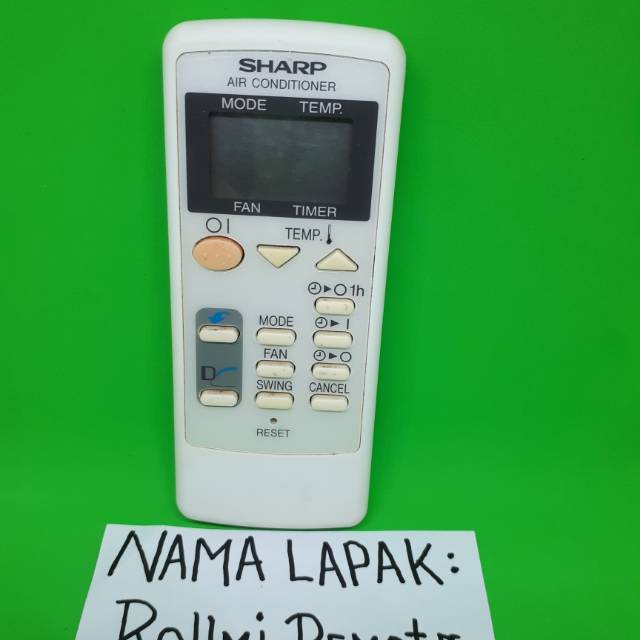 SHARP
AIR CONDITIONER
MODE TEMP.
FAN TIMER
TEMP.
1h
MODE
FAN
SWING CANCEL
RESET
NAMA LAPAK: